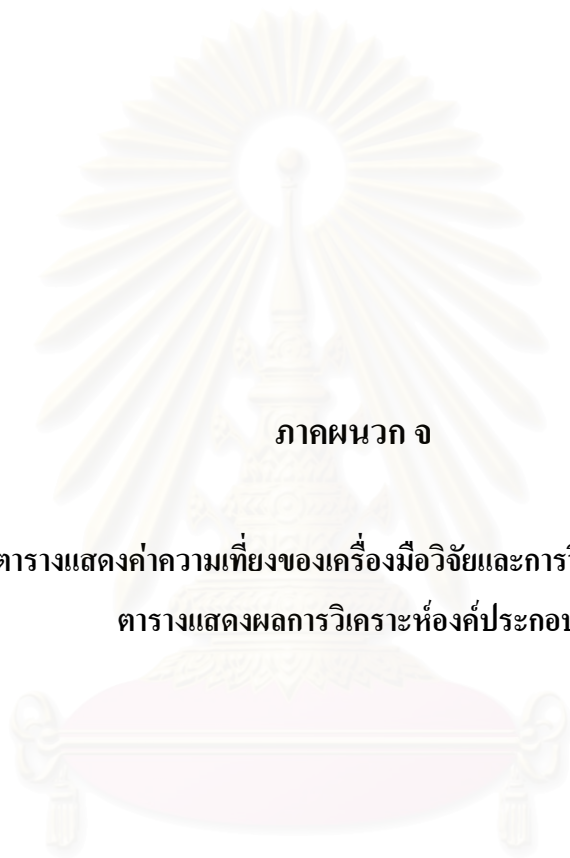 ภาคผนวก จ
ตารางแสดงค่าความเที่ยงของเครื่องมือวิจัยและการ
ตารางแสดงผลการวิเคราะห์องค์ประกอบ